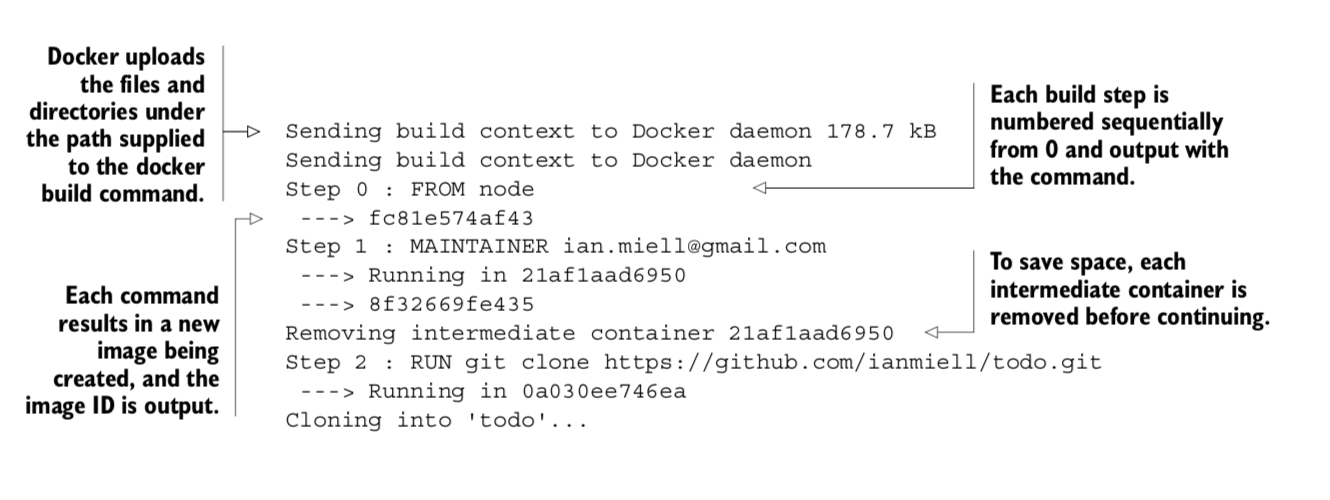 Docker uploads
the files and
directories under
the path supplied
to the docker
build command.
Each command
results in a new
image being
created, and the
image ID is output.
Sending build context to Docker daemon 178.7 kB
Sending build context to Docker daemon
Step 0 : FROM node
---> fc81e574af43
Step 1 : MAINTAINER ian.miell@gmail.com
---> Running in 21af1aad6950
---> 8f32669fe435
Removing intermediate container 21af1aad6950
Step 2 : RUN git clone https://github.com/ianmiell/todo.git
---> Running in 0a030ee746ea
Cloning into 'todo'...
Each build step is
numbered sequentially
from 0 and output with
the command.
To save space, each
intermediate container is
removed before continuing.